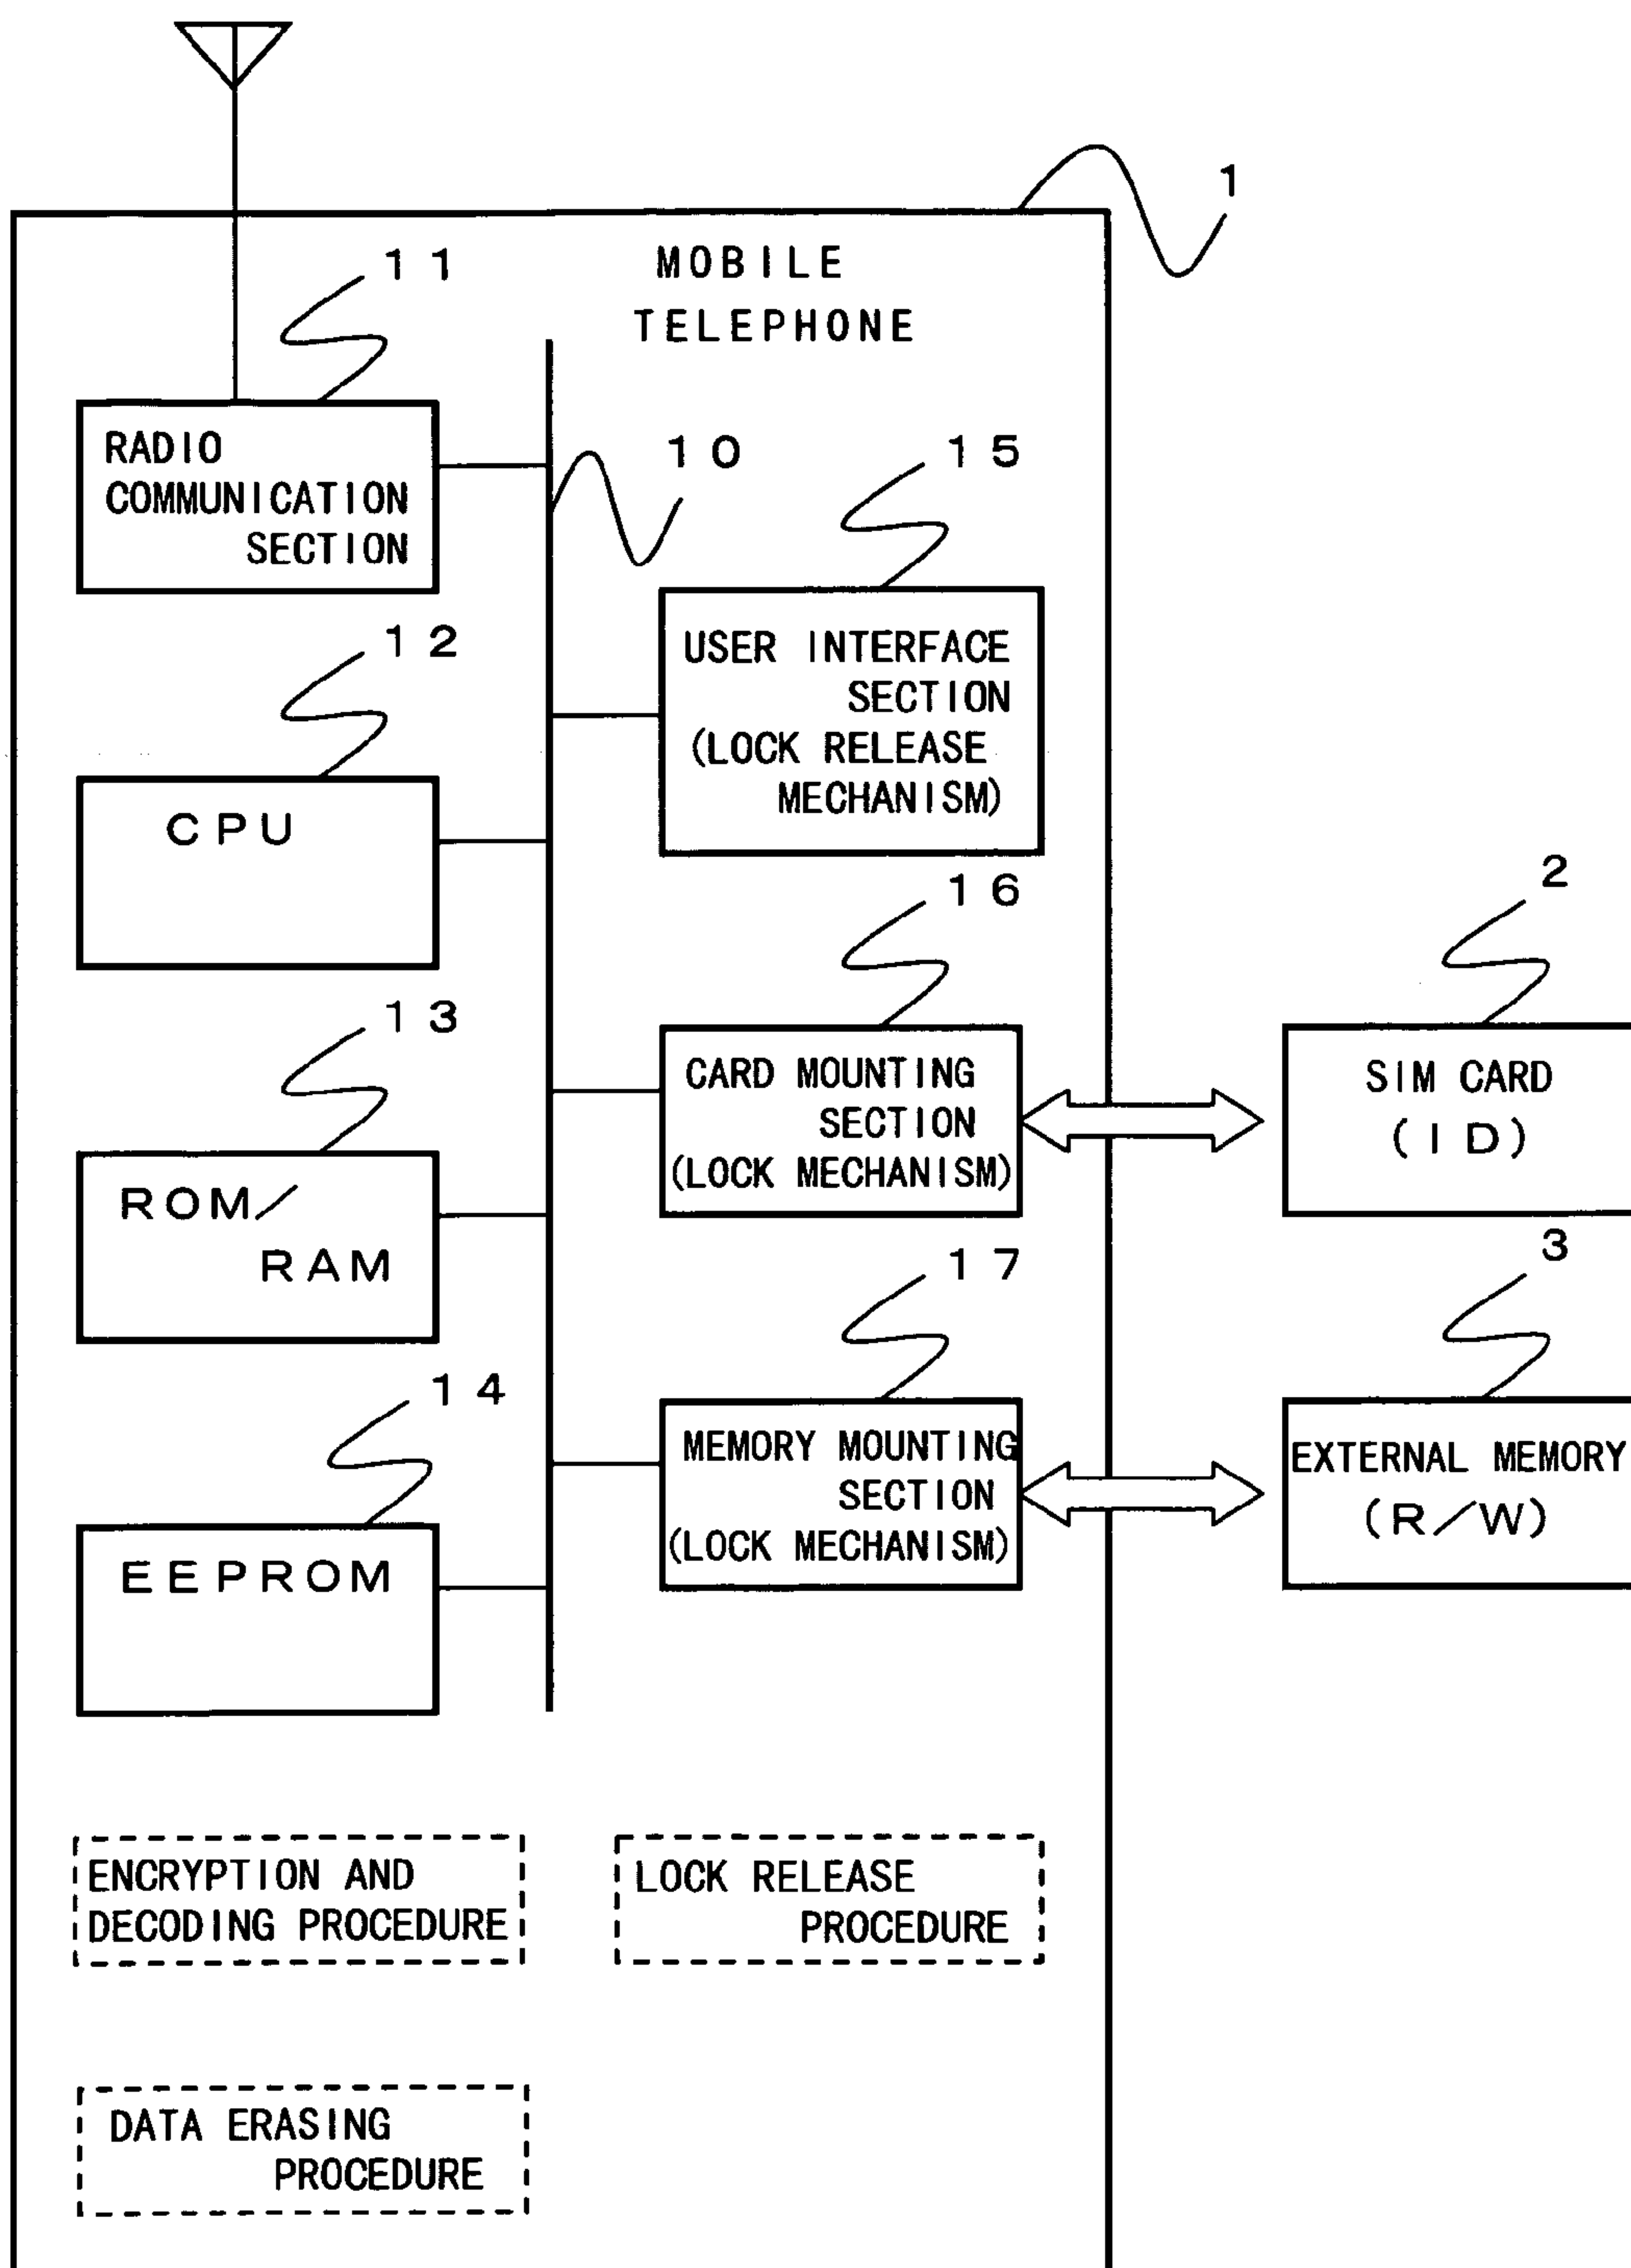 1
MOBILE
TELEPHONE
11
RADIO
COMMUNICATION
SECTION
10
15
USER INTERFACE
SECTION
(LOCK RELEASE
MECHANISM)
12
CPU
16
CARD MOUNTING
SECTION
(LOCK MECHANISM)
2
SIM CARD
(ID)
13
ROM/
RAM
17
MEMORY MOUNTING
SECTION
(LOCK MECHANISM)
3
EXTERNAL MEMORY
(R/W)
14
EEPROM
ENCRYPTION AND
DECODING PROCEDURE
LOCK RELEASE
PROCEDURE
DATA ERASING
PROCEDURE